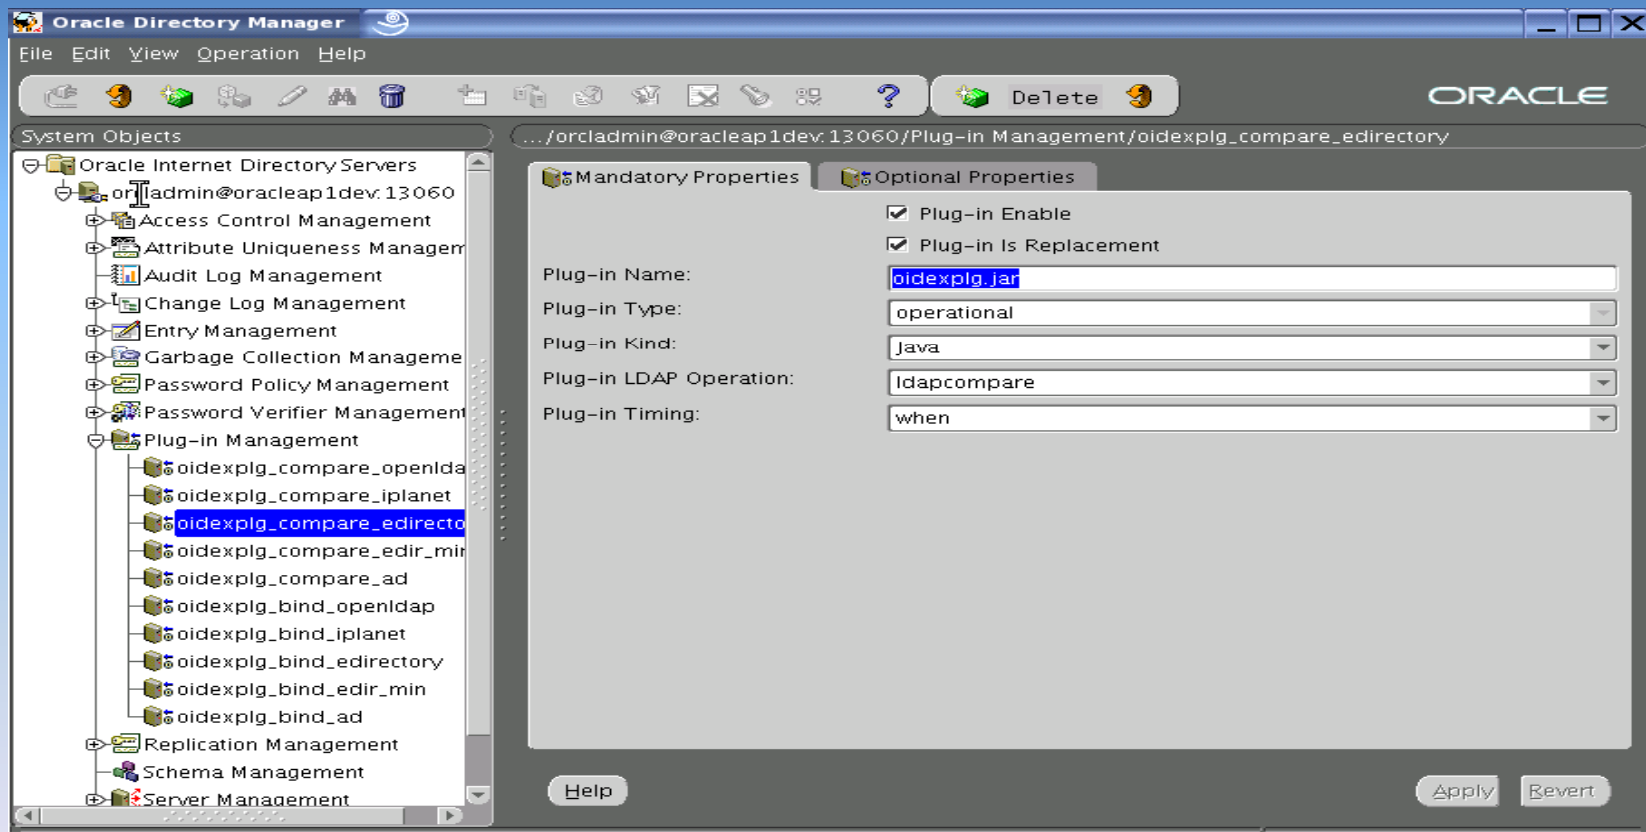 Oracle Directory Manager
File Edit View Operation Help
Delete
ORACLE
System Objects
.../orcladmin@oracleap1dev:13060/Plug-in Management/oidexplg_compare_edirectory
Oracle Internet Directory Servers
orcladmin@oracleap1dev:13060
Access Control Management
Attribute Uniqueness Managem
Audit Log Management
Change Log Management
Entry Management
Garbage Collection Manageme
Password Policy Management
Password Verifier Management
Plug-in Management
oidexplg_compare_openlda
oidexplg_compare_iplanet
oidexplg_compare_edirecto
oidexplg_compare_edir_min
oidexplg_compare_ad
oidexplg_bind_openldap
oidexplg_bind_iplanet
oidexplg_bind_edirectory
oidexplg_bind_edir_min
oidexplg_bind_ad
Replication Management
Schema Management
Server Management
Mandatory Properties
Optional Properties
Plug-in Enable
Plug-in Is Replacement
Plug-in Name: oidexplg.jar
Plug-in Type: operational
Plug-in Kind: Java
Plug-in LDAP Operation: ldapcompare
Plug-in Timing: when
Help
Apply
Revert